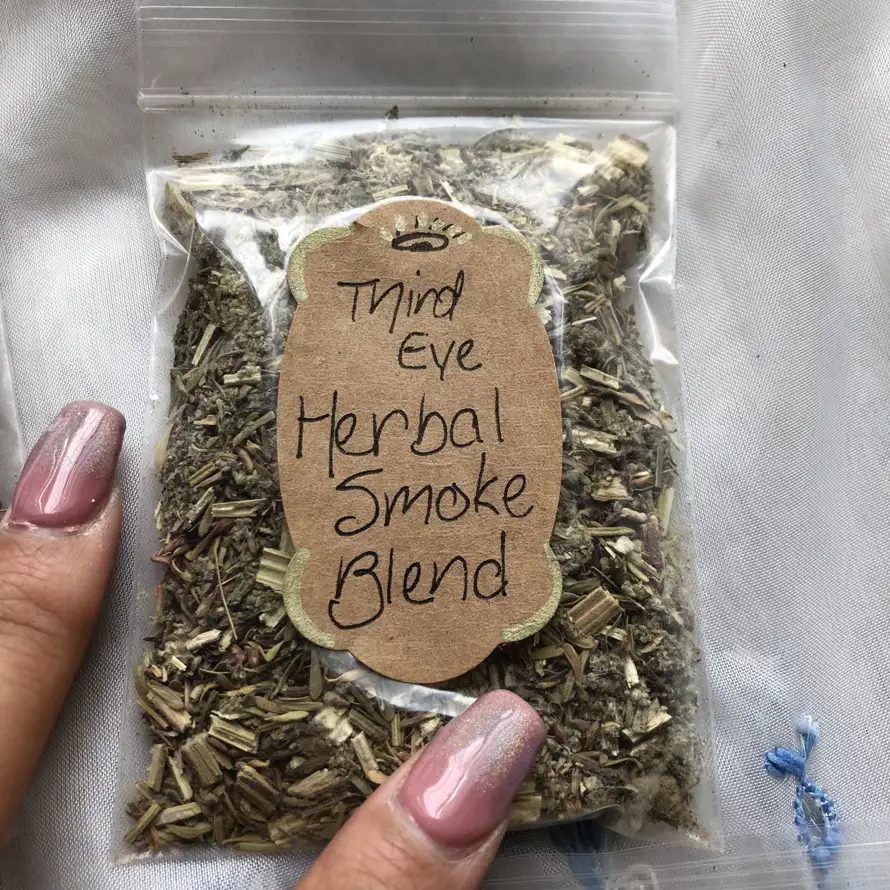 Third
Eye
Herbal
Smoke
Blend